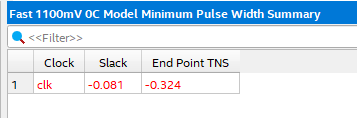 Fast 1100mV 0C Model Minimum Pulse Width Summary
<<Filter>>
Clock Slack End Point TNS
1 clk -0.081 -0.324